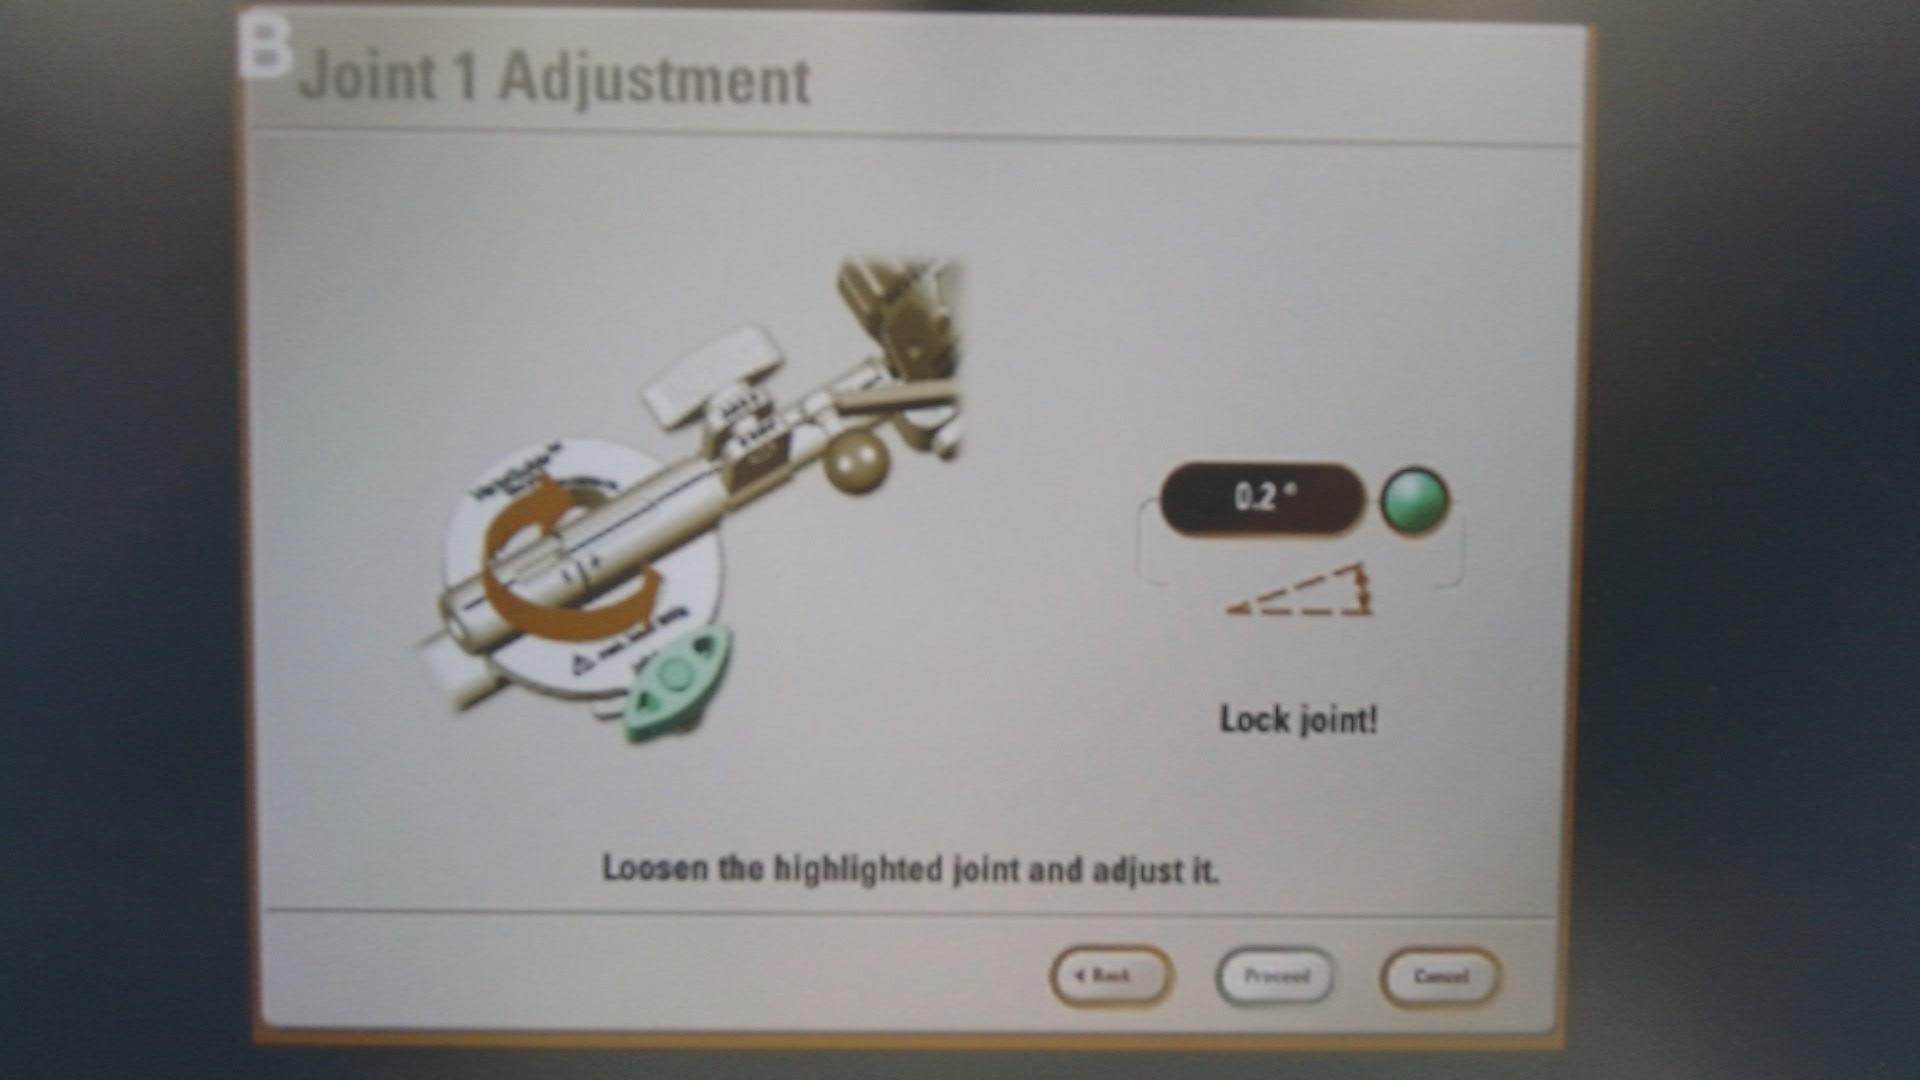 B
Joint 1 Adjustment
0.2°
Lock joint!
Loosen the highlighted joint and adjust it.
Back
Proceed
Cancel